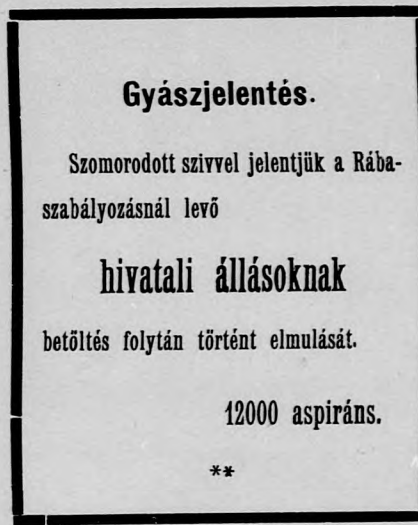 Gyászjelentés.
Szomorodott szivvel jelentjük a Rába-
szabályozásnál levő
hivatali állásoknak
betöltés folytán történt elmulását.
12000 aspiráns.
**